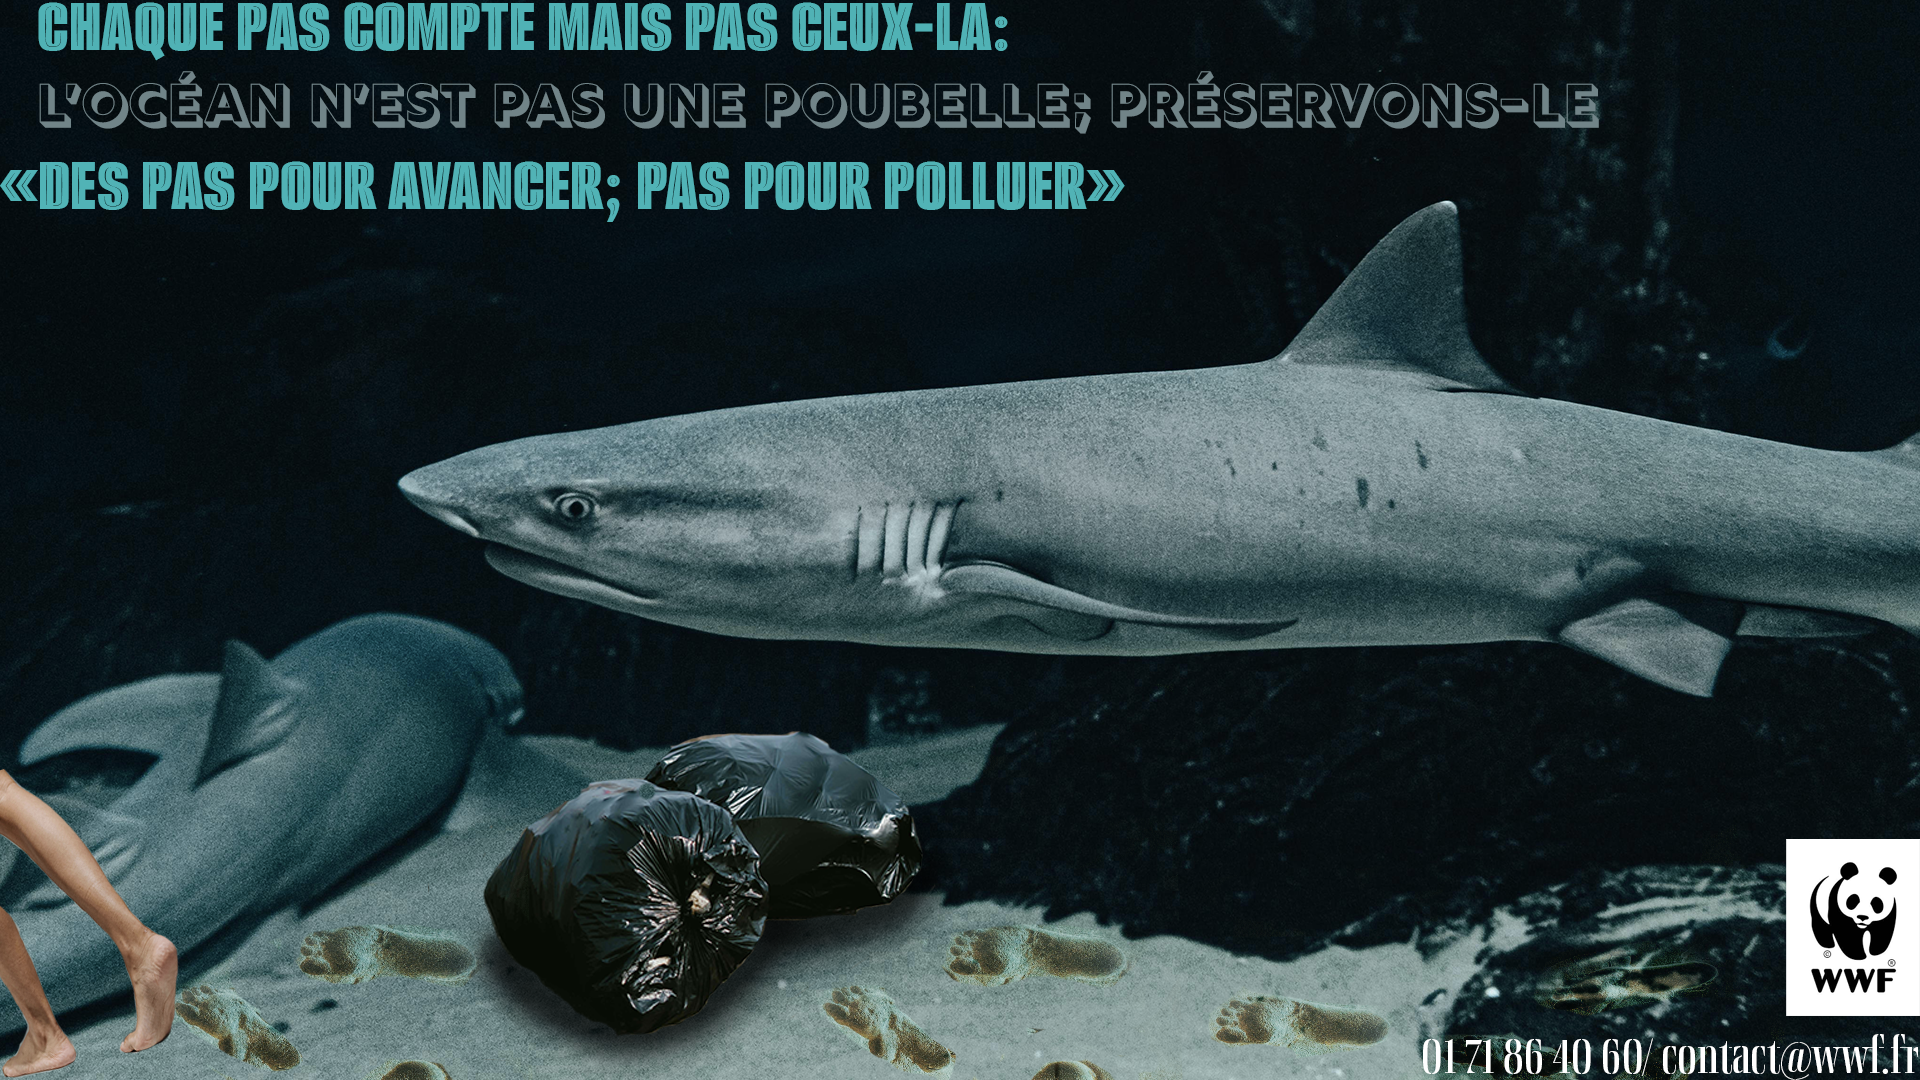 CHAQUE PAS COMPTE MAIS PAS CEUX-LA:
L'OCÉAN N'EST PAS UNE POUBELLE; PRÉSERVONS-LE
«DES PAS POUR AVANCER; PAS POUR POLLUER»
© ®
WWF
01 71 86 40 60/ contact@wwf.fr